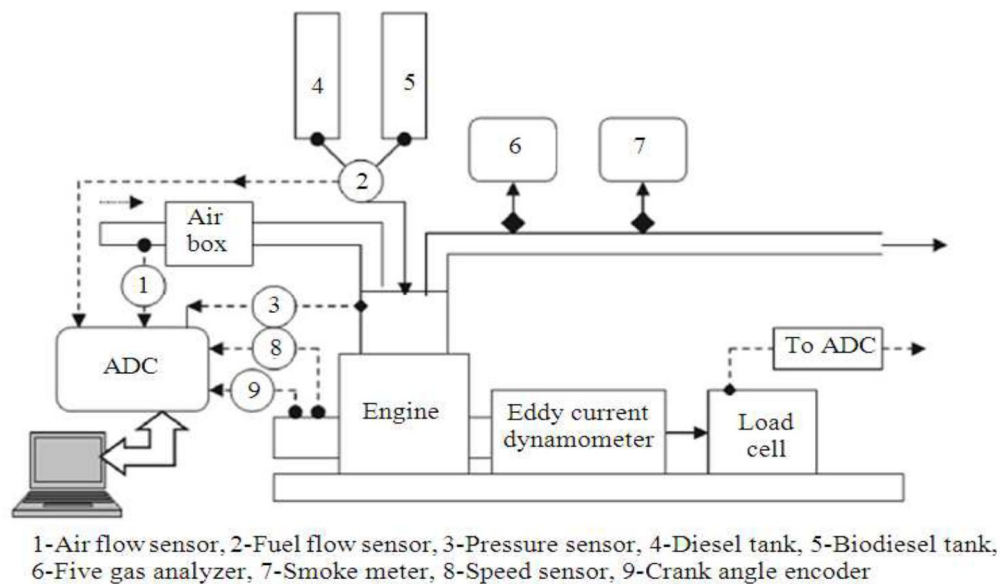 4
5
6
7
2
Air
box
1
3
8
9
ADC
To ADC
Engine
Eddy current
dynamometer
Load
cell
1-Air flow sensor, 2-Fuel flow sensor, 3-Pressure sensor, 4-Diesel tank, 5-Biodiesel tank,
6-Five gas analyzer, 7-Smoke meter, 8-Speed sensor, 9-Crank angle encoder